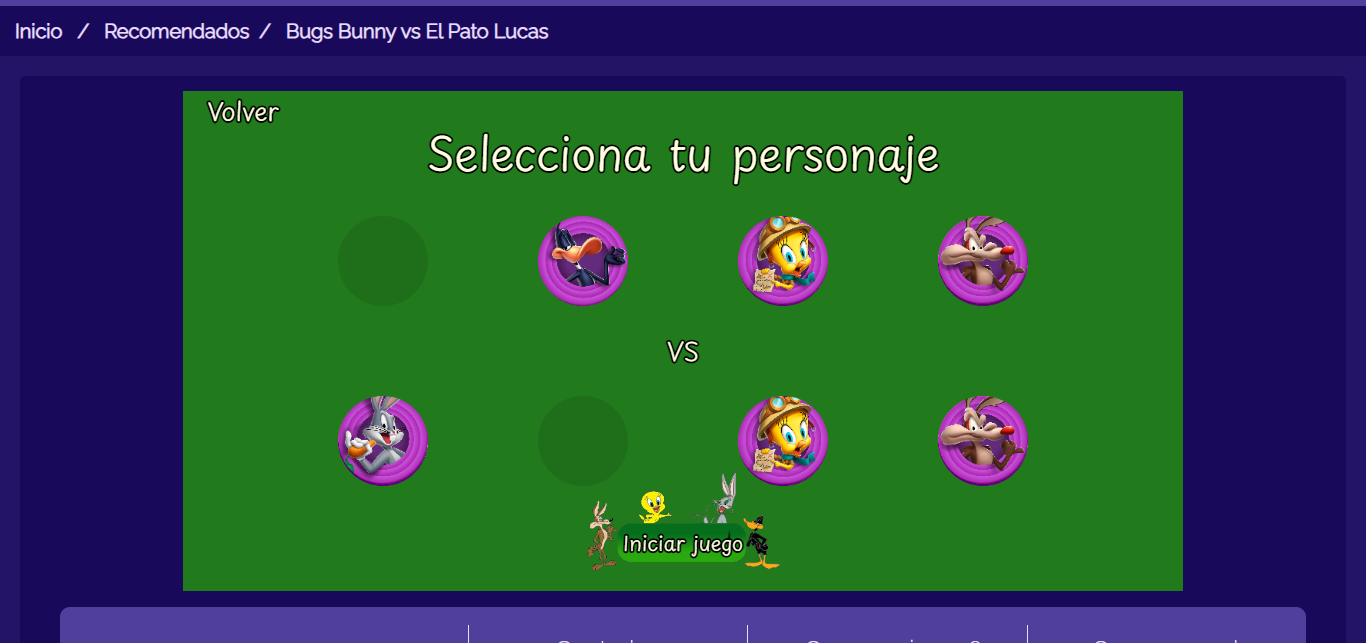 Inicio / Recomendados / Bugs Bunny vs El Pato Lucas
Volver
Selecciona tu personaje
VS
Iniciar juego